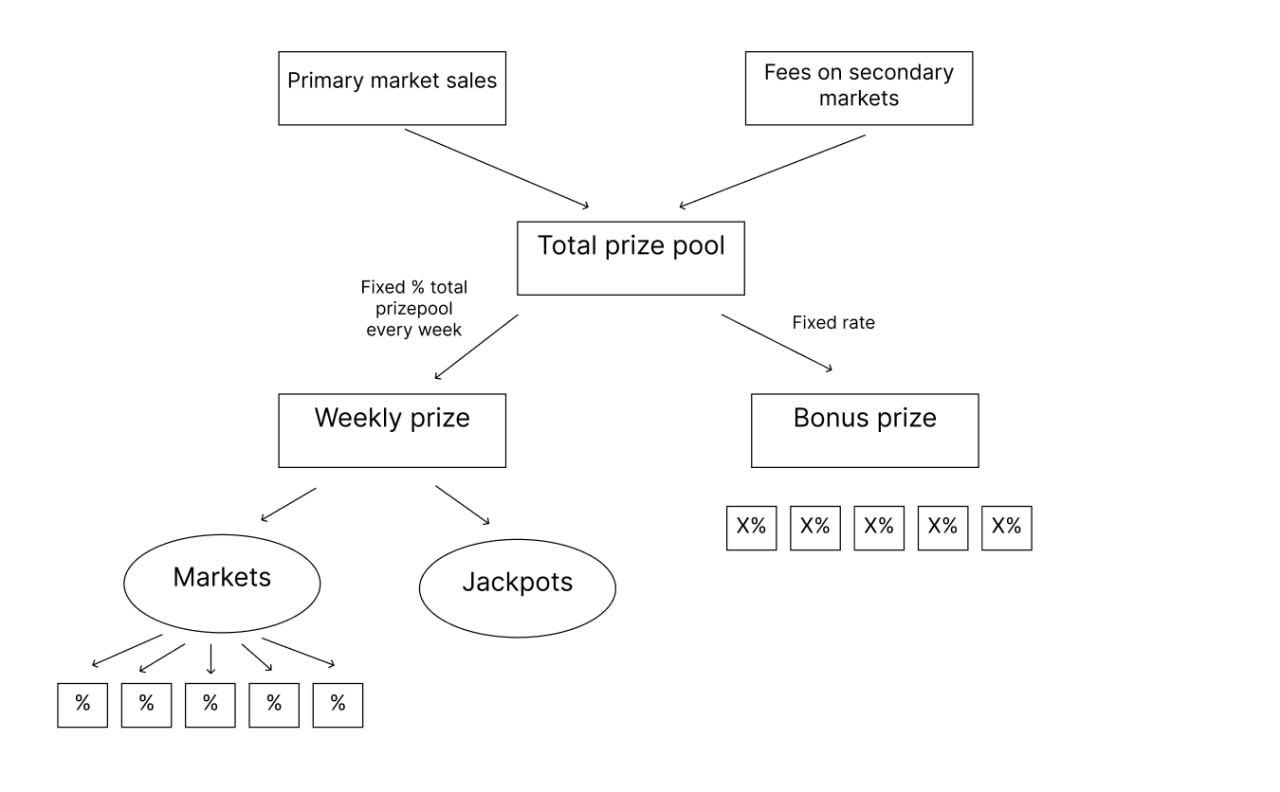 Primary market sales
Fees on secondary
markets
Total prize pool
Fixed % total
prizepool
every week
Fixed rate
Weekly prize
Bonus prize
X% X% X% X% X%
Markets
Jackpots
% % % % %